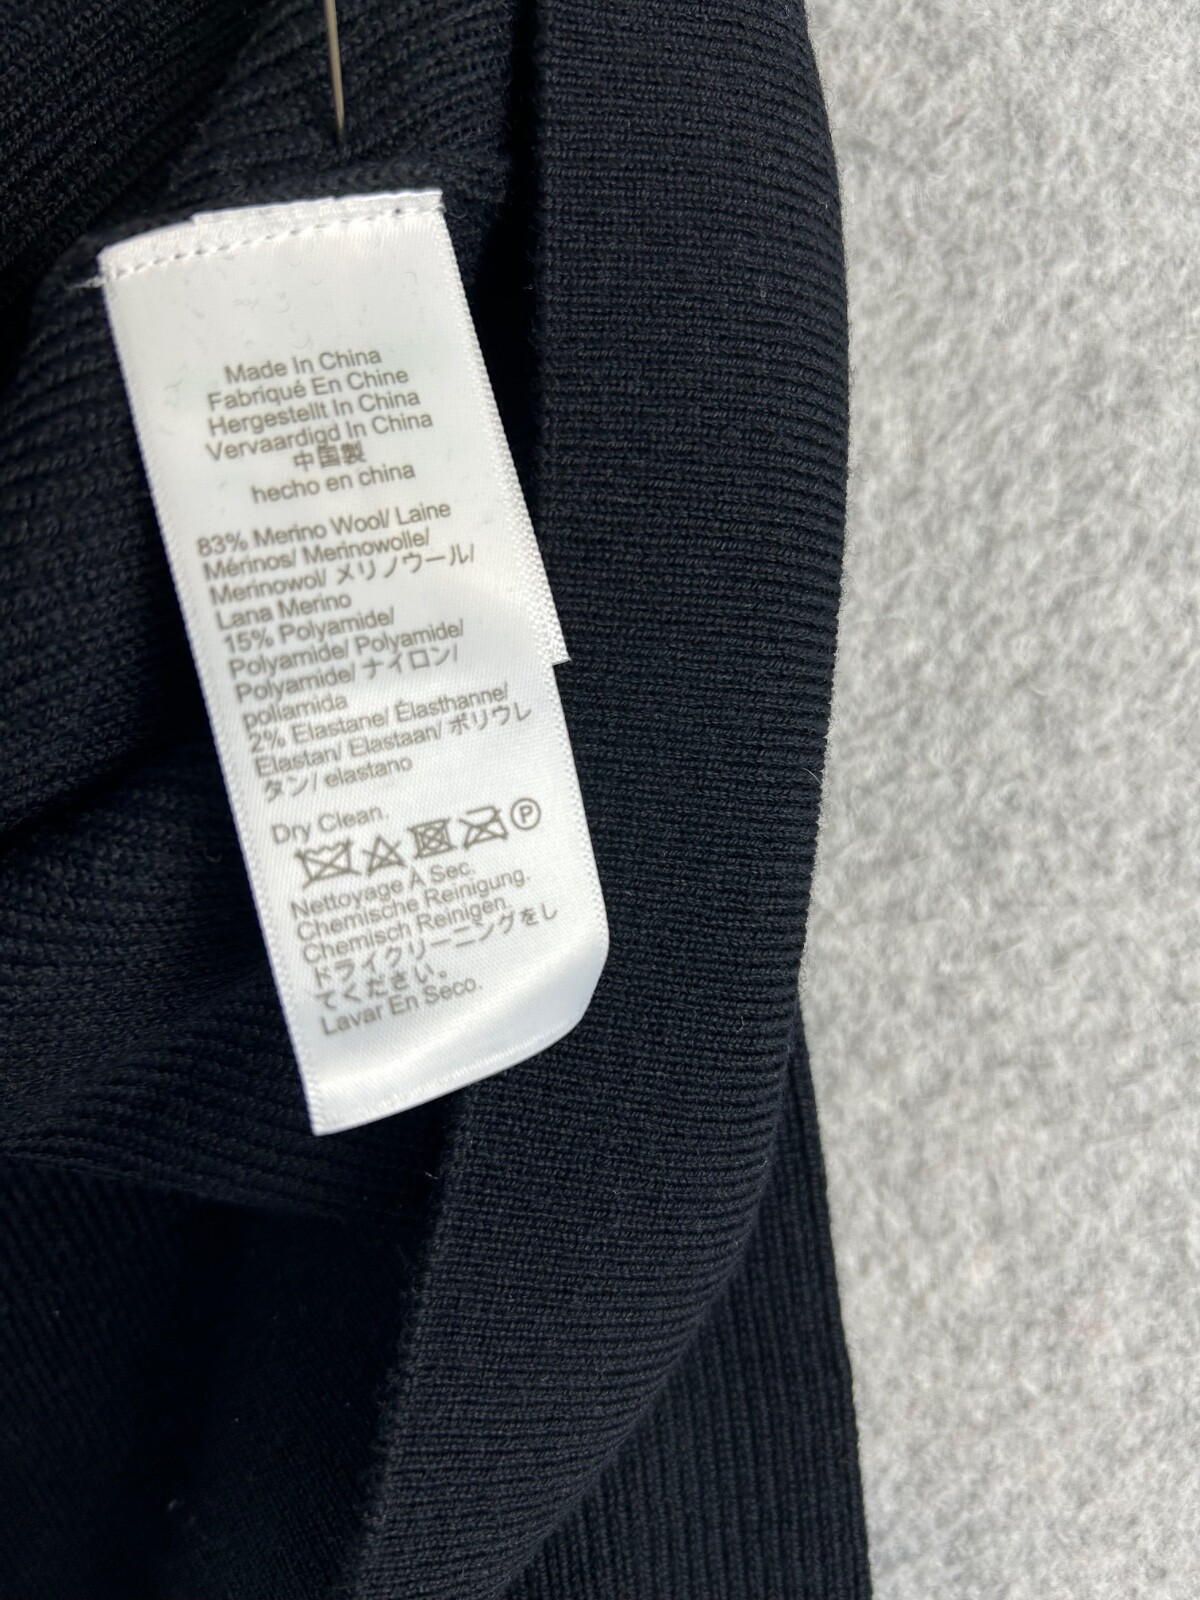 Made In China
Fabriqué En Chine
Hergestellt In China
Vervaardigd In China
中国製
hecho en china
83% Merino Wool/ Laine
Mérinos/ Merinowolle/
Merinowol/ メリノウール/
Lana Merino
15% Polyamide/
Polyamide/ Polyamide/
Polyamide/ ナイロン/
poliamida
2% Elastane/ Élasthanne/
Elastan/ Elastaan/ ポリウレ
タン/ elastano
Dry Clean.
P
Nettoyage À Sec.
Chemische Reinigung.
Chemisch Reinigen.
ドライクリーニングをし
てください。
Lavar En Seco.